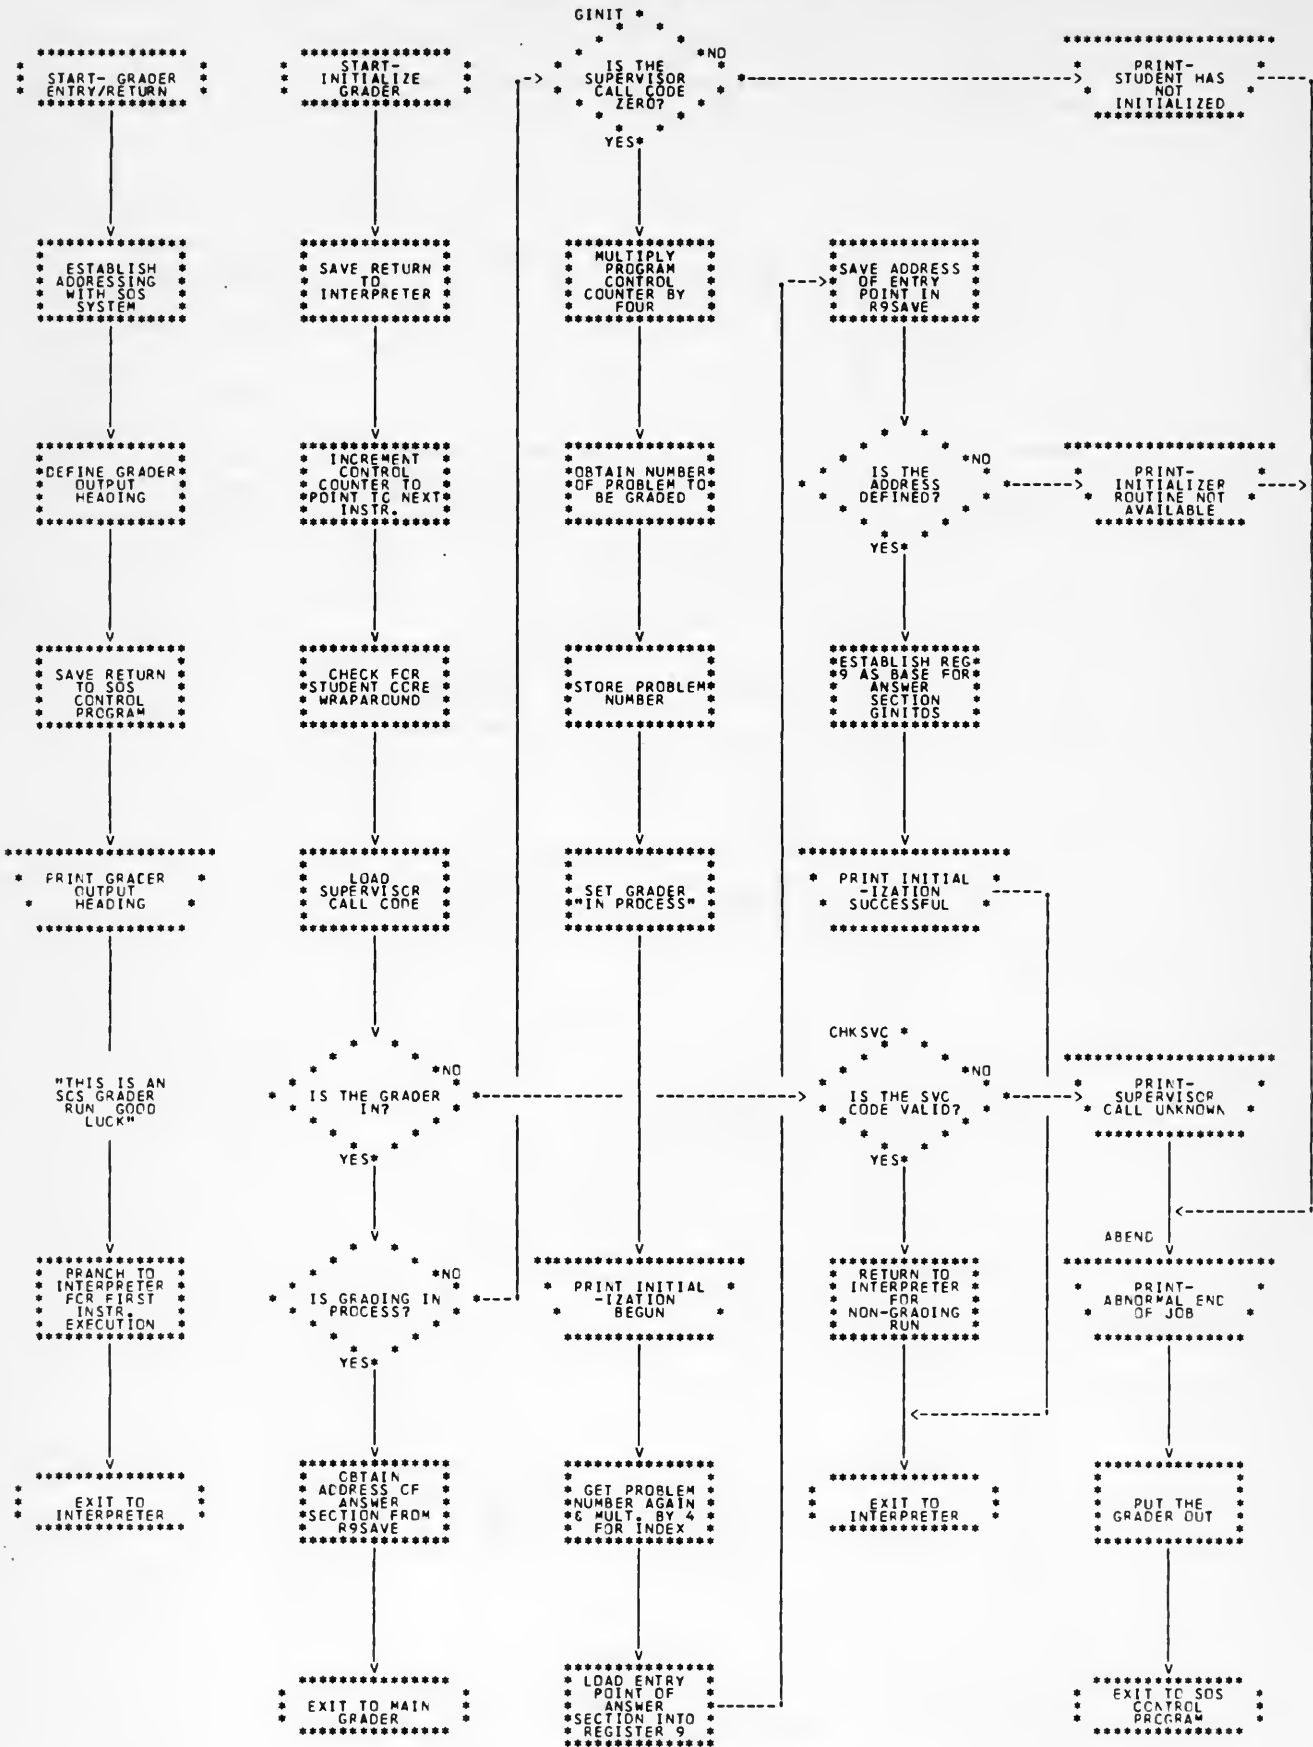 START- GRADER
ENTRY/RETURN
ESTABLISH
ADDRESSING
WITH SOS
SYSTEM
DEFINE GRADER
OUTPUT
HEADING
SAVE RETURN
TO SOS
CONTROL
PROGRAM
PRINT GRACER
OUTPUT
HEADING
"THIS IS AN
SCS GRADER
RUN GOOD
LUCK"
PRANCH TO
INTERPRETER
FCR FIRST
INSTR.
EXECUTION
EXIT TO
INTERPRETER
START-
INITIALIZE
GRADER
SAVE RETURN
TO
INTERPRETER
INCREMENT
CONTROL
COUNTER TO
POINT TC NEXT
INSTR.
CHECK FCR
STUDENT CCRE
WRAPAROUND
LOAD
SUPERVISCR
CALL CODE
IS THE GRADER
IN?
NO
YES
IS GRADING IN
PROCESS?
NO
YES
CBTAIN
ADDRESS CF
ANSWER
SECTION FROM
R9SAVE
EXIT TO MAIN
GRADER
GINIT
IS THE
SUPERVISOR
CALL CODE
ZERO?
NO
YES
MULTIPLY
PROGRAM
CONTROL
COUNTER BY
FOUR
OBTAIN NUMBER
OF PROBLEM TO
BE GRADED
STORE PROBLEM
NUMBER
SET GRADER
"IN PROCESS"
PRINT INITIAL
-IZATION
BEGUN
GET PROBLEM
NUMBER AGAIN
& MULT. BY 4
FOR INDEX
LOAD ENTRY
POINT OF
ANSWER
SECTION INTO
REGISTER 9
SAVE ADDRESS
OF ENTRY
POINT IN
R9SAVE
IS THE
ADDRESS
DEFINED?
NO
YES
ESTABLISH REG
9 AS BASE FOR
ANSWER
SECTION
GINITDS
PRINT INITIAL
-IZATION
SUCCESSFUL
CHKSVC
IS THE SVC
CODE VALID?
NO
YES
RETURN TO
INTERPRETER
FOR
NON-GRADING
RUN
EXIT TO
INTERPRETER
PRINT-
STUDENT HAS
NOT
INITIALIZED
PRINT-
INITIALIZER
ROUTINE NOT
AVAILABLE
PRINT-
SUPERVISOR
CALL UNKNOWN
ABEND
PRINT-
ABNORMAL END
OF JOB
PUT THE
GRADER OUT
EXIT TO SOS
CONTROL
PROGRAM